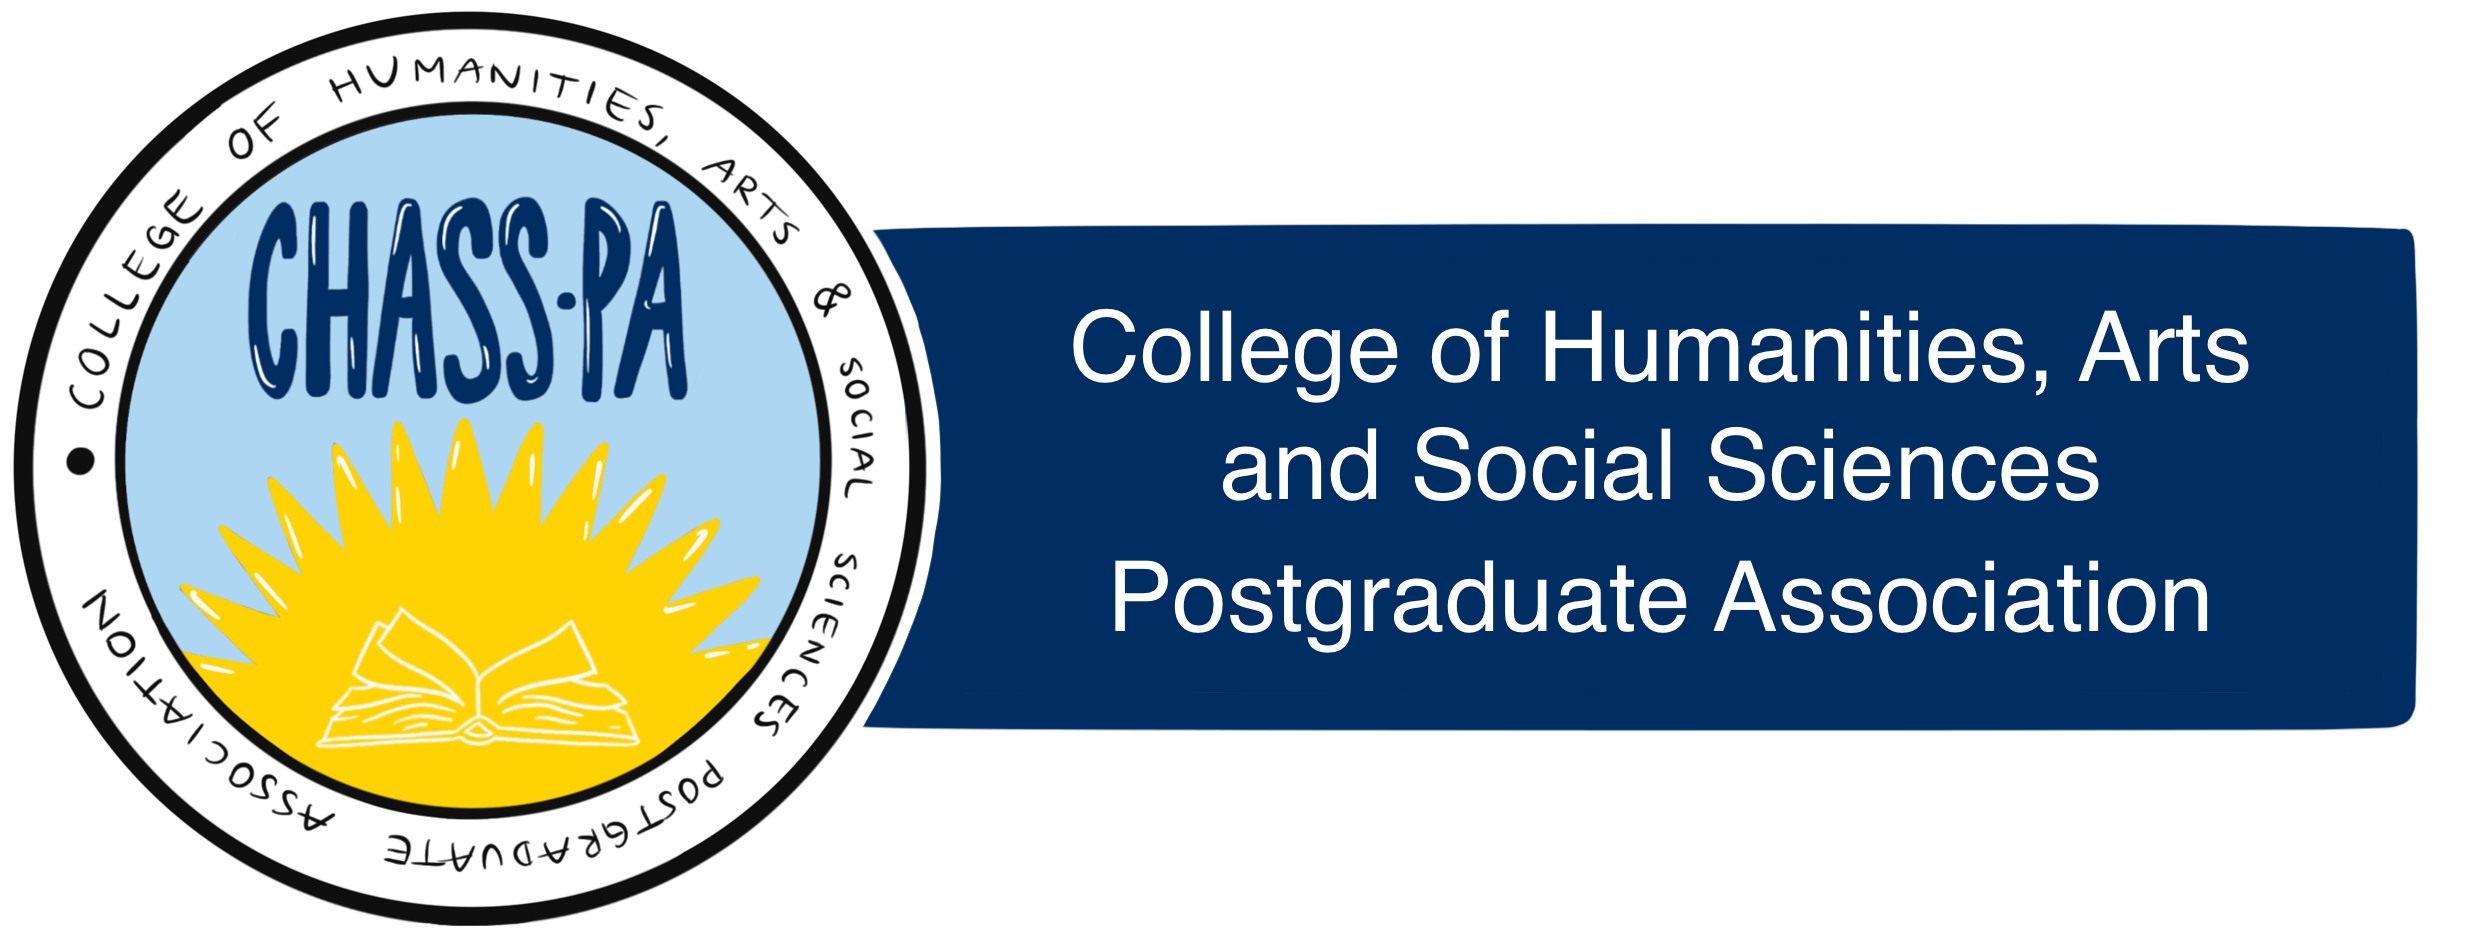 • COLLEGE OF HUMANITIES, ARTS & SOCIAL SCIENCES POSTGRADUATE ASSOCIATION
CHASS·PA
College of Humanities, Arts
and Social Sciences
Postgraduate Association